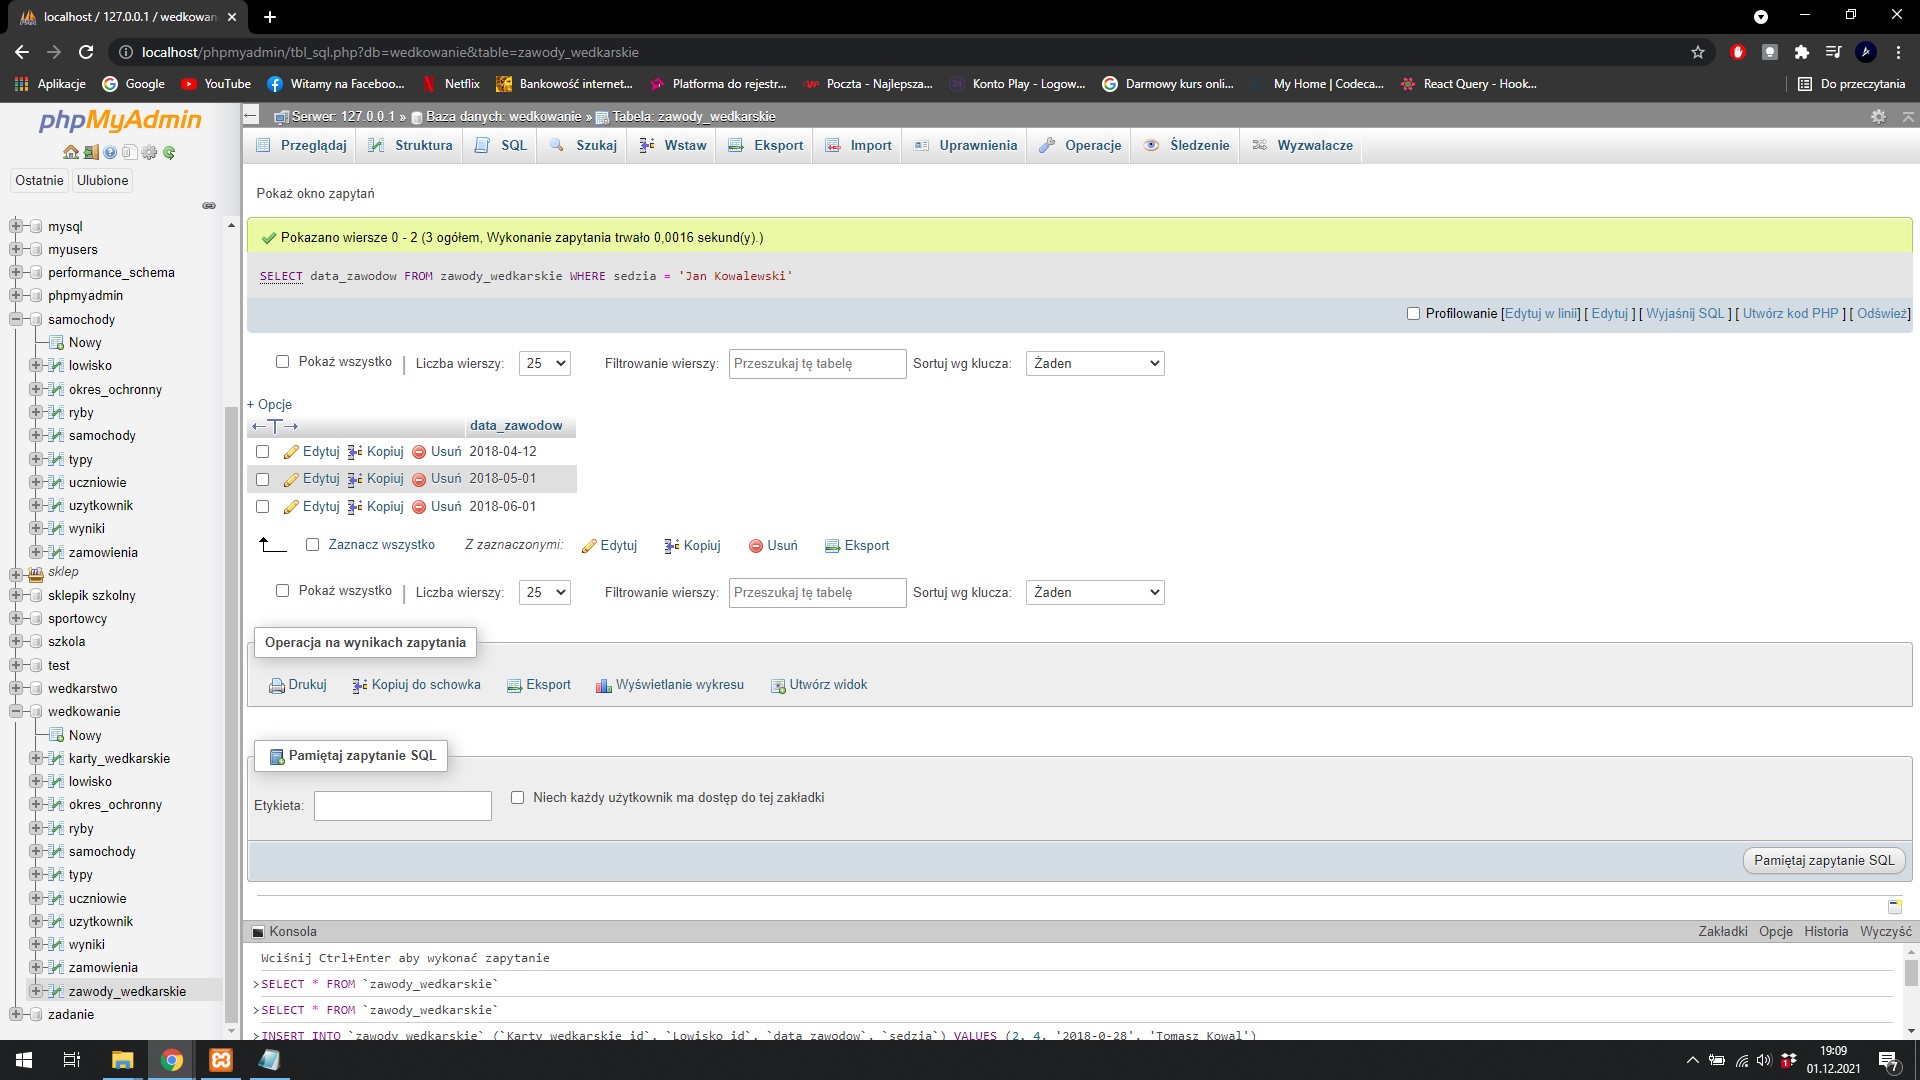 localhost / 127.0.0.1 / wedkowan
localhost/phpmyadmin/tbl_sql.php?db=wedkowanie&table=zawody_wedkarskie
Aplikacje Google YouTube Witamy na Faceboo... Netflix Bankowość internet... Platforma do rejestr... Poczta - Najlepsza... Konto Play - Logow... Darmowy kurs onli... My Home | Codeca... React Query - Hook... Do przeczytania
phpMyAdmin
Ostatnie Ulubione
mysql
myusers
performance_schema
phpmyadmin
samochody
Nowy
lowisko
okres_ochronny
ryby
samochody
typy
uczniowie
uzytkownik
wyniki
zamowienia
sklep
sklepik szkolny
sportowcy
szkola
test
wedkarstwo
wedkowanie
Nowy
karty_wedkarskie
lowisko
okres_ochronny
ryby
samochody
typy
uczniowie
uzytkownik
wyniki
zamowienia
zawody_wedkarskie
zadanie
Serwer: 127.0.0.1 » Baza danych: wedkowanie » Tabela: zawody_wedkarskie
Przeglądaj Struktura SQL Szukaj Wstaw Eksport Import Uprawnienia Operacje Śledzenie Wyzwalacze
Pokaż okno zapytań
Pokazano wiersze 0 - 2 (3 ogółem, Wykonanie zapytania trwało 0,0016 sekund(y).)
SELECT data_zawodow FROM zawody_wedkarskie WHERE sedzia = 'Jan Kowalewski'
Profilowanie [Edytuj w linii] [ Edytuj ] [ Wyjaśnij SQL ] [ Utwórz kod PHP ] [ Odśwież]
Pokaż wszystko | Liczba wierszy: 25 Filtrowanie wierszy: Przeszukaj tę tabelę Sortuj wg klucza: Żaden
+ Opcje
←T→ data_zawodow
Edytuj Kopiuj Usuń 2018-04-12
Edytuj Kopiuj Usuń 2018-05-01
Edytuj Kopiuj Usuń 2018-06-01
Zaznacz wszystko Z zaznaczonymi: Edytuj Kopiuj Usuń Eksport
Pokaż wszystko | Liczba wierszy: 25 Filtrowanie wierszy: Przeszukaj tę tabelę Sortuj wg klucza: Żaden
Operacja na wynikach zapytania
Drukuj Kopiuj do schowka Eksport Wyświetlanie wykresu Utwórz widok
Pamiętaj zapytanie SQL
Etykieta: Niech każdy użytkownik ma dostęp do tej zakładki
Pamiętaj zapytanie SQL
Konsola Zakładki Opcje Historia Wyczyść
Wciśnij Ctrl+Enter aby wykonać zapytanie
>SELECT * FROM `zawody_wedkarskie`
>SELECT * FROM `zawody_wedkarskie`
>INSERT INTO `zawody_wedkarskie` (`Karty_wedkarskie_id`, `Lowisko_id`, `data_zawodow`, `sedzia`) VALUES (2, 4, '2018-0-28', 'Tomasz Kowal')
19:09
01.12.2021
7